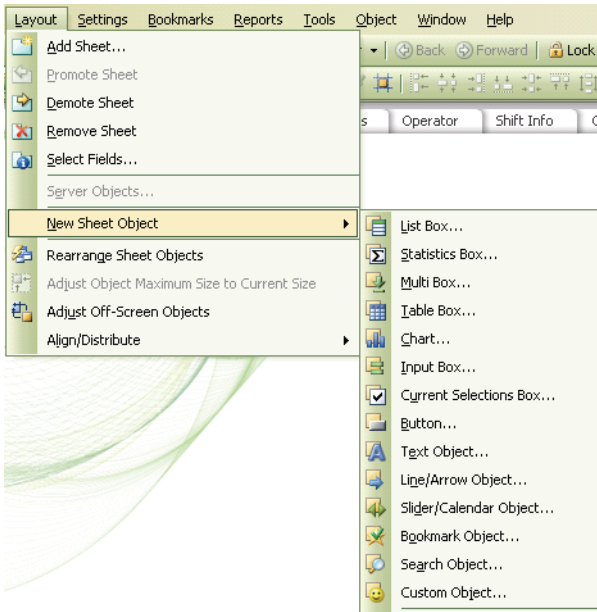 Layout Settings Bookmarks Reports Tools Object Window Help
Add Sheet...
Back Forward Lock
Promote Sheet
Demote Sheet
s Operator Shift Info
Remove Sheet
Select Fields...
Server Objects...
New Sheet Object
List Box...
Rearrange Sheet Objects
Statistics Box...
Adjust Object Maximum Size to Current Size
Multi Box...
Adjust Off-Screen Objects
Table Box...
Align/Distribute
Chart...
Input Box...
Current Selections Box...
Button...
Text Object...
Line/Arrow Object...
Slider/Calendar Object...
Bookmark Object...
Search Object...
Custom Object...